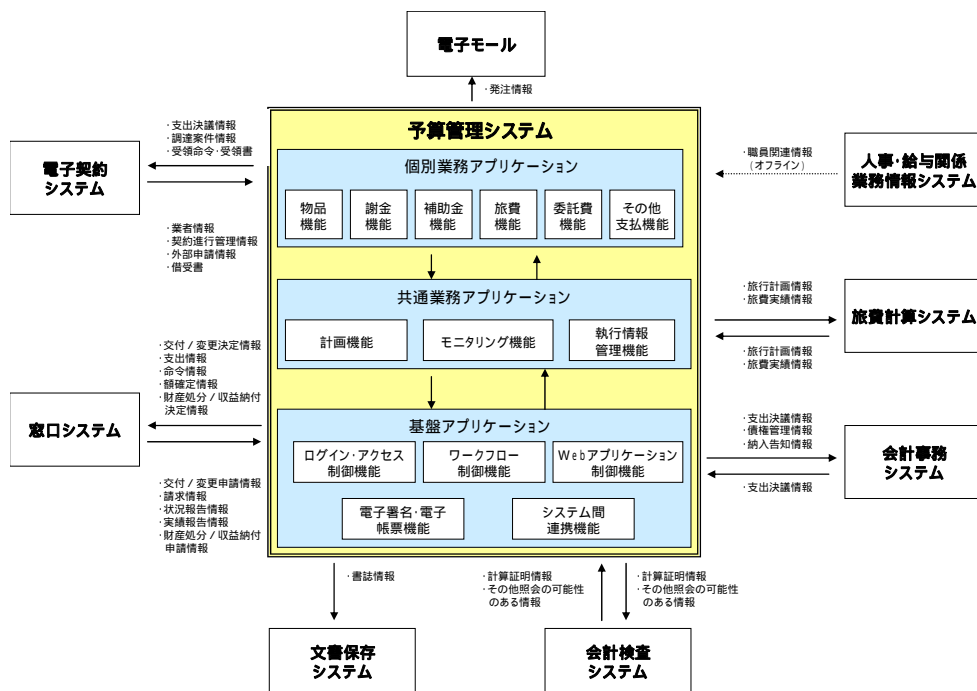 電子モール
・発注情報
予算管理システム
個別業務アプリケーション
物品
機能
謝金
機能
補助金
機能
旅費
機能
委託費
機能
その他
支払機能
共通業務アプリケーション
計画機能
モニタリング機能
執行情報
管理機能
基盤アプリケーション
ログイン・アクセス
制御機能
ワークフロー
制御機能
Webアプリケーション
制御機能
電子署名・電子
帳票機能
システム間
連携機能
電子契約
システム
・支出決議情報
・調達案件情報
・受領命令・受領書
・業者情報
・契約進行管理情報
・外部申請情報
・借受書
窓口システム
・交付/変更決定情報
・支出情報
・命令情報
・額確定情報
・財産処分/収益納付
決定情報
・交付/変更申請情報
・請求情報
・状況報告情報
・実績報告情報
・財産処分/収益納付
申請情報
人事・給与関係
業務情報システム
・職員関連情報
(オフライン)
旅費計算システム
・旅行計画情報
・旅費実績情報
・旅行計画情報
・旅費実績情報
会計事務
システム
・支出決議情報
・債権管理情報
・納入告知情報
・支出決議情報
・書誌情報
文書保存
システム
・計算証明情報
・その他照会の可能性
のある情報
・計算証明情報
・その他照会の可能性
のある情報
会計検査
システム